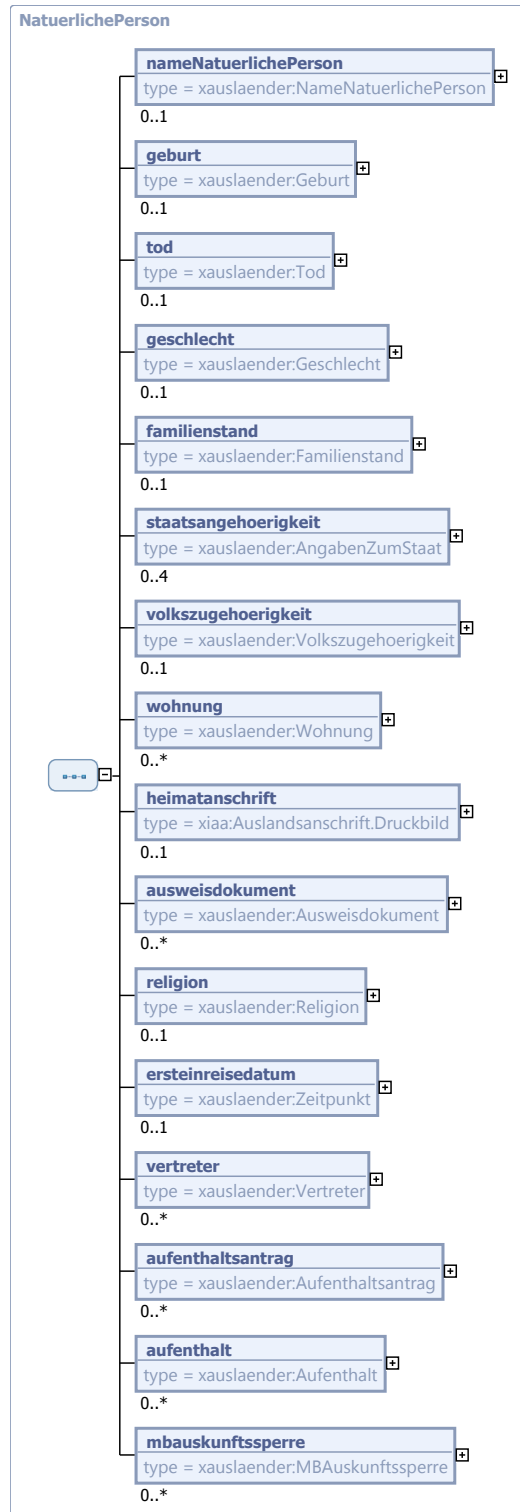 NatuerlichePerson
nameNatuerlichePerson
type = xauslaender:NameNatuerlichePerson
0..1
geburt
type = xauslaender:Geburt
0..1
tod
type = xauslaender:Tod
0..1
geschlecht
type = xauslaender:Geschlecht
0..1
familienstand
type = xauslaender:Familienstand
0..1
staatsangehoerigkeit
type = xauslaender:AngabenZumStaat
0..4
volkszugehoerigkeit
type = xauslaender:Volkszugehoerigkeit
0..1
wohnung
type = xauslaender:Wohnung
0..*
heimatanschrift
type = xiaa:Auslandsanschrift.Druckbild
0..1
ausweisdokument
type = xauslaender:Ausweisdokument
0..*
religion
type = xauslaender:Religion
0..1
ersteinreisedatum
type = xauslaender:Zeitpunkt
0..1
vertreter
type = xauslaender:Vertreter
0..*
aufenthaltsantrag
type = xauslaender:Aufenthaltsantrag
0..*
aufenthalt
type = xauslaender:Aufenthalt
0..*
mbauskunftssperre
type = xauslaender:MBAuskunftssperre
0..*